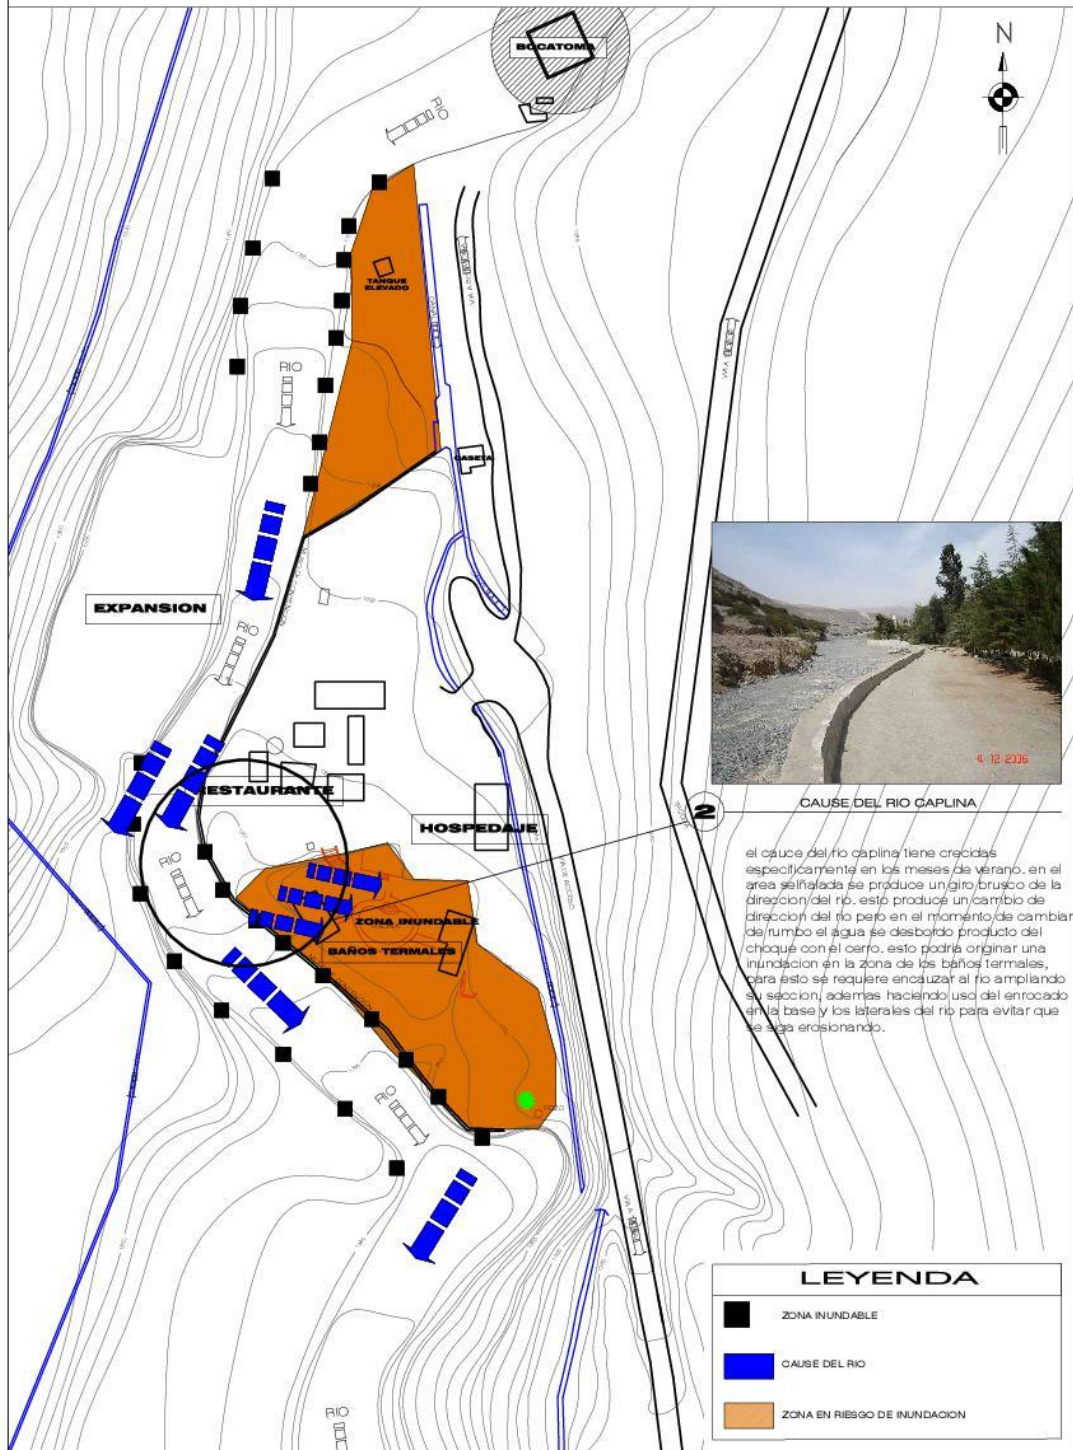 BOCATOMA
N
RIO
TANQUE
ELEVADO
RIO
CASETA
EXPANSION
RIO
RESTAURANTE
HOSPEDAJE
RIO
ZONA INUNDABLE
BAÑOS TERMALES
VIA DE ACCESO
POZO
RIO
RIO
4 12 2006
2
CAUSE DEL RIO CAPLINA
el cauce del rio caplina tiene crecidas
especificamente en los meses de verano. en el
area señalada se produce un giro brusco de la
direccion del rio. esto produce un cambio de
direccion del rio pero en el momento de cambiar
de rumbo el agua se desbordo producto del
choque con el cerro. esto podria originar una
inundacion en la zona de los baños termales,
para esto se requiere encauzar al rio ampliando
su seccion, ademas haciendo uso del enrocado
en la base y los laterales del rio para evitar que
se siga erosionando.
LEYENDA
ZONA INUNDABLE
CAUSE DEL RIO
ZONA EN RIESGO DE INUNDACION